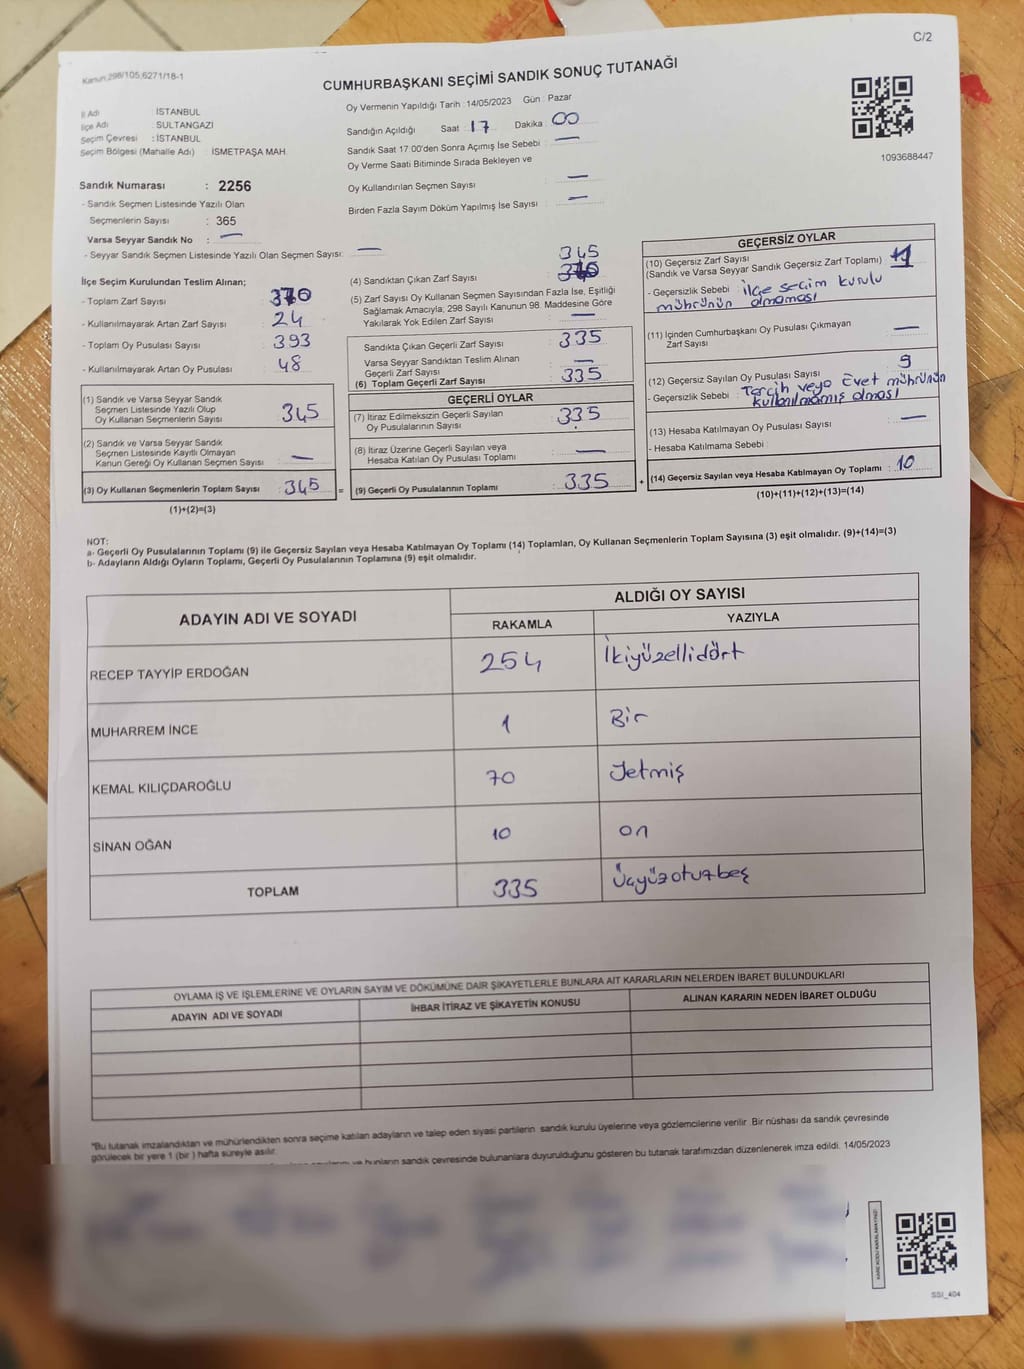 C/2
Kanun:298/105;6271/18-1
CUMHURBAŞKANI SEÇİMİ SANDIK SONUÇ TUTANAĞI
İl Adı : İSTANBUL
İlçe Adı : SULTANGAZİ
Seçim Çevresi : İSTANBUL
Seçim Bölgesi (Mahalle Adı) : İSMETPAŞA MAH.
Oy Vermenin Yapıldığı Tarih : 14/05/2023 Gün : Pazar
Sandığın Açıldığı Saat : 17 Dakika : 00
Sandık Saat 17:00'den Sonra Açılmış İse Sebebi : —
Oy Verme Saati Bitiminde Sırada Bekleyen ve
Oy Kullandırılan Seçmen Sayısı : —
Birden Fazla Sayım Döküm Yapılmış İse Sayısı : —
1093688447
Sandık Numarası : 2256
- Sandık Seçmen Listesinde Yazılı Olan
Seçmenlerin Sayısı : 365
Varsa Seyyar Sandık No : —
- Seyyar Sandık Seçmen Listesinde Yazılı Olan Seçmen Sayısı: —
İlçe Seçim Kurulundan Teslim Alınan;
- Toplam Zarf Sayısı : 370
- Kullanılmayarak Artan Zarf Sayısı : 24
- Toplam Oy Pusulası Sayısı : 393
- Kullanılmayarak Artan Oy Pusulası : 48
(1) Sandık ve Varsa Seyyar Sandık
Seçmen Listesinde Yazılı Olup
Oy Kullanan Seçmenlerin Sayısı : 345
(2) Sandık ve Varsa Seyyar Sandık
Seçmen Listesinde Kayıtlı Olmayan
Kanun Gereği Oy Kullanan Seçmen Sayısı : —
(3) Oy Kullanan Seçmenlerin Toplam Sayısı : 345 =
(1)+(2)=(3)
345
(4) Sandıktan Çıkan Zarf Sayısı :
(5) Zarf Sayısı Oy Kullanan Seçmen Sayısından Fazla İse, Eşitliği
Sağlamak Amacıyla; 298 Sayılı Kanunun 98. Maddesine Göre
Yakılarak Yok Edilen Zarf Sayısı : —
Sandıkta Çıkan Geçerli Zarf Sayısı : 335
Varsa Seyyar Sandıktan Teslim Alınan
Geçerli Zarf Sayısı : —
(6) Toplam Geçerli Zarf Sayısı : 335
GEÇERLİ OYLAR
(7) İtiraz Edilmeksizin Geçerli Sayılan
Oy Pusulalarının Sayısı : 335
(8) İtiraz Üzerine Geçerli Sayılan veya
Hesaba Katılan Oy Pusulası Toplamı : —
(9) Geçerli Oy Pusulalarının Toplamı : 335 +
GEÇERSİZ OYLAR
(10) Geçersiz Zarf Sayısı
(Sandık ve Varsa Seyyar Sandık Geçersiz Zarf Toplamı) : 1
- Geçersizlik Sebebi : İlçe seçim kurulu
mührünün olmaması
(11) İçinden Cumhurbaşkanı Oy Pusulası Çıkmayan
Zarf Sayısı : —
(12) Geçersiz Sayılan Oy Pusulası Sayısı : 9
- Geçersizlik Sebebi : Tercih veya Evet mührünün
kullanılmamış olması
(13) Hesaba Katılmayan Oy Pusulası Sayısı : —
- Hesaba Katılmama Sebebi :
(14) Geçersiz Sayılan veya Hesaba Katılmayan Oy Toplamı : 10
(10)+(11)+(12)+(13)=(14)
NOT:
a- Geçerli Oy Pusulalarının Toplamı (9) ile Geçersiz Sayılan veya Hesaba Katılmayan Oy Toplamı (14) Toplamları, Oy Kullanan Seçmenlerin Toplam Sayısına (3) eşit olmalıdır. (9)+(14)=(3)
b- Adayların Aldığı Oyların Toplamı, Geçerli Oy Pusulalarının Toplamına (9) eşit olmalıdır.
ADAYIN ADI VE SOYADI ALDIĞI OY SAYISI
RAKAMLA YAZIYLA
RECEP TAYYİP ERDOĞAN 254 İkiyüzellidört
MUHARREM İNCE 1 Bir
KEMAL KILIÇDAROĞLU 70 Yetmiş
SİNAN OĞAN 10 on
TOPLAM 335 Üçyüzotuzbeş
OYLAMA İŞ VE İŞLEMLERİNE VE OYLARIN SAYIM VE DÖKÜMÜNE DAİR ŞİKAYETLERLE BUNLARA AİT KARARLARIN NELERDEN İBARET BULUNDUKLARI
ADAYIN ADI VE SOYADI İHBAR İTİRAZ VE ŞİKAYETİN KONUSU ALINAN KARARIN NEDEN İBARET OLDUĞU
"Bu tutanak imzalandıktan ve mühürlendikten sonra seçime katılan adayların ve talep eden siyasi partilerin sandık kurulu üyelerine veya gözlemcilerine verilir. Bir nüshası da sandık çevresinde
görülecek bir yere 1 (bir ) hafta süreyle asılır.
ve bunların sandık çevresinde bulunanlara duyurulduğunu gösteren bu tutanak tarafımızdan düzenlenerek imza edildi. 14/05/2023
SSI_404